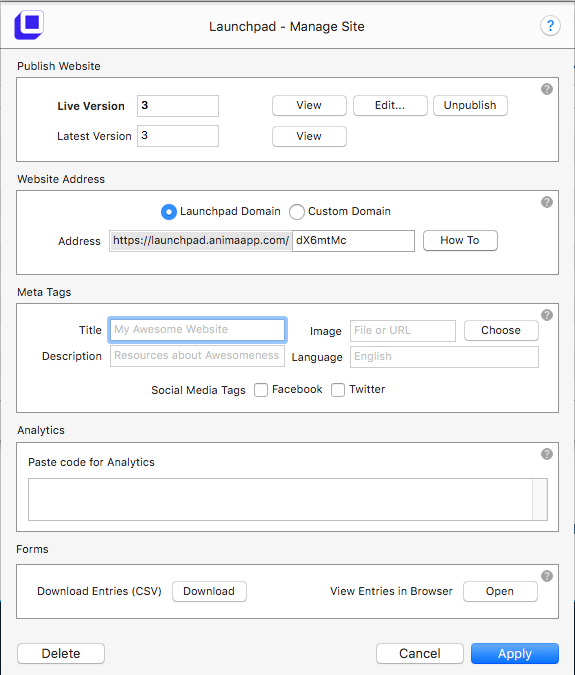 Launchpad - Manage Site ?
Publish Website
?
Live Version 3 View Edit... Unpublish
Latest Version 3 View
Website Address
?
Launchpad Domain Custom Domain
Address https://launchpad.animaapp.com/ dX6mtMc How To
Meta Tags
?
Title My Awesome Website Image File or URL Choose
Description Resources about Awesomeness Language English
Social Media Tags Facebook Twitter
Analytics
?
Paste code for Analytics
Forms
?
Download Entries (CSV) Download View Entries in Browser Open
Delete Cancel Apply